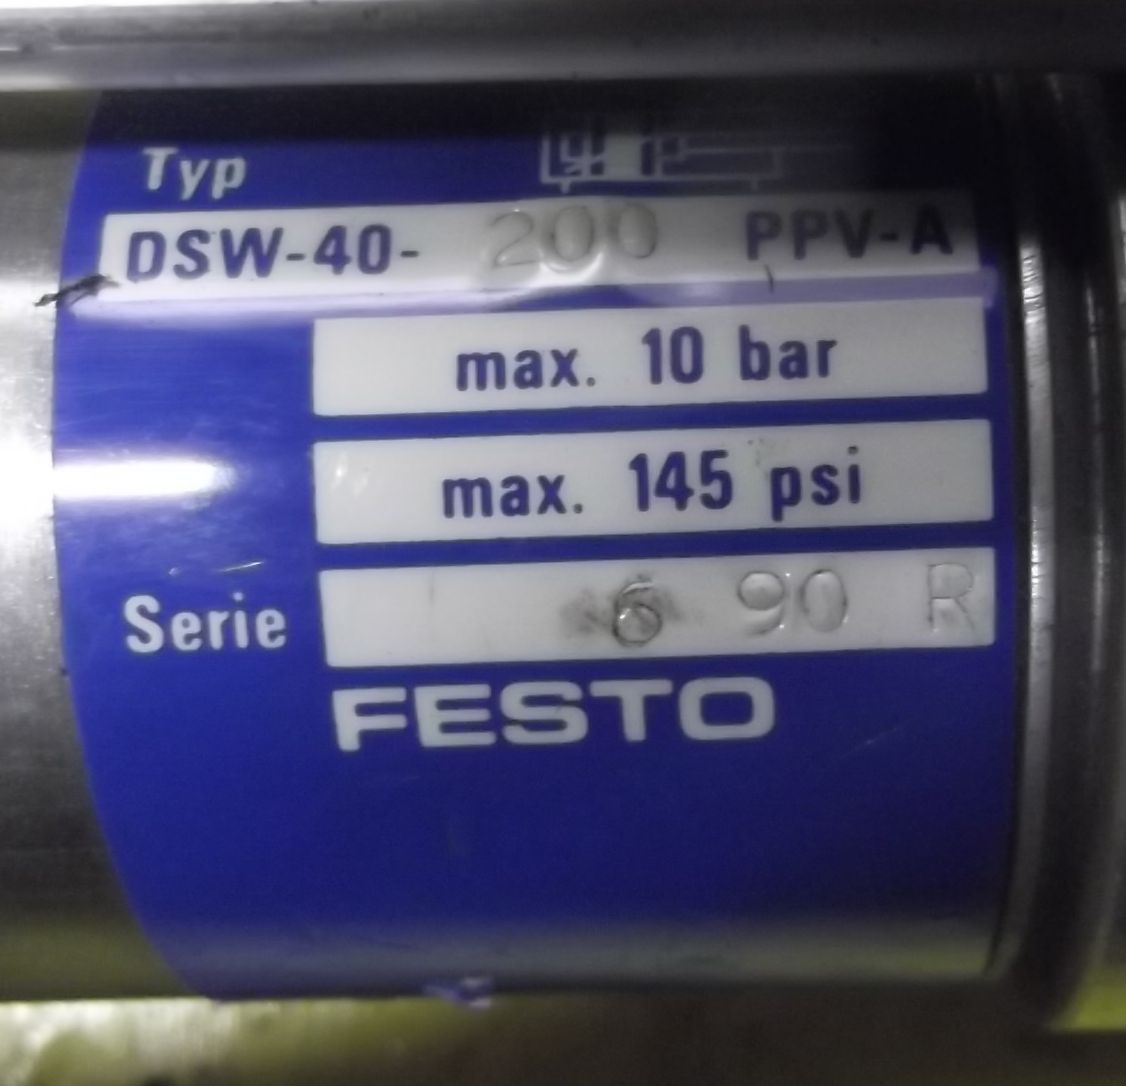 Typ
DSW-40- 200 PPV-A
max. 10 bar
max. 145 psi
Serie 6 90 R
FESTO